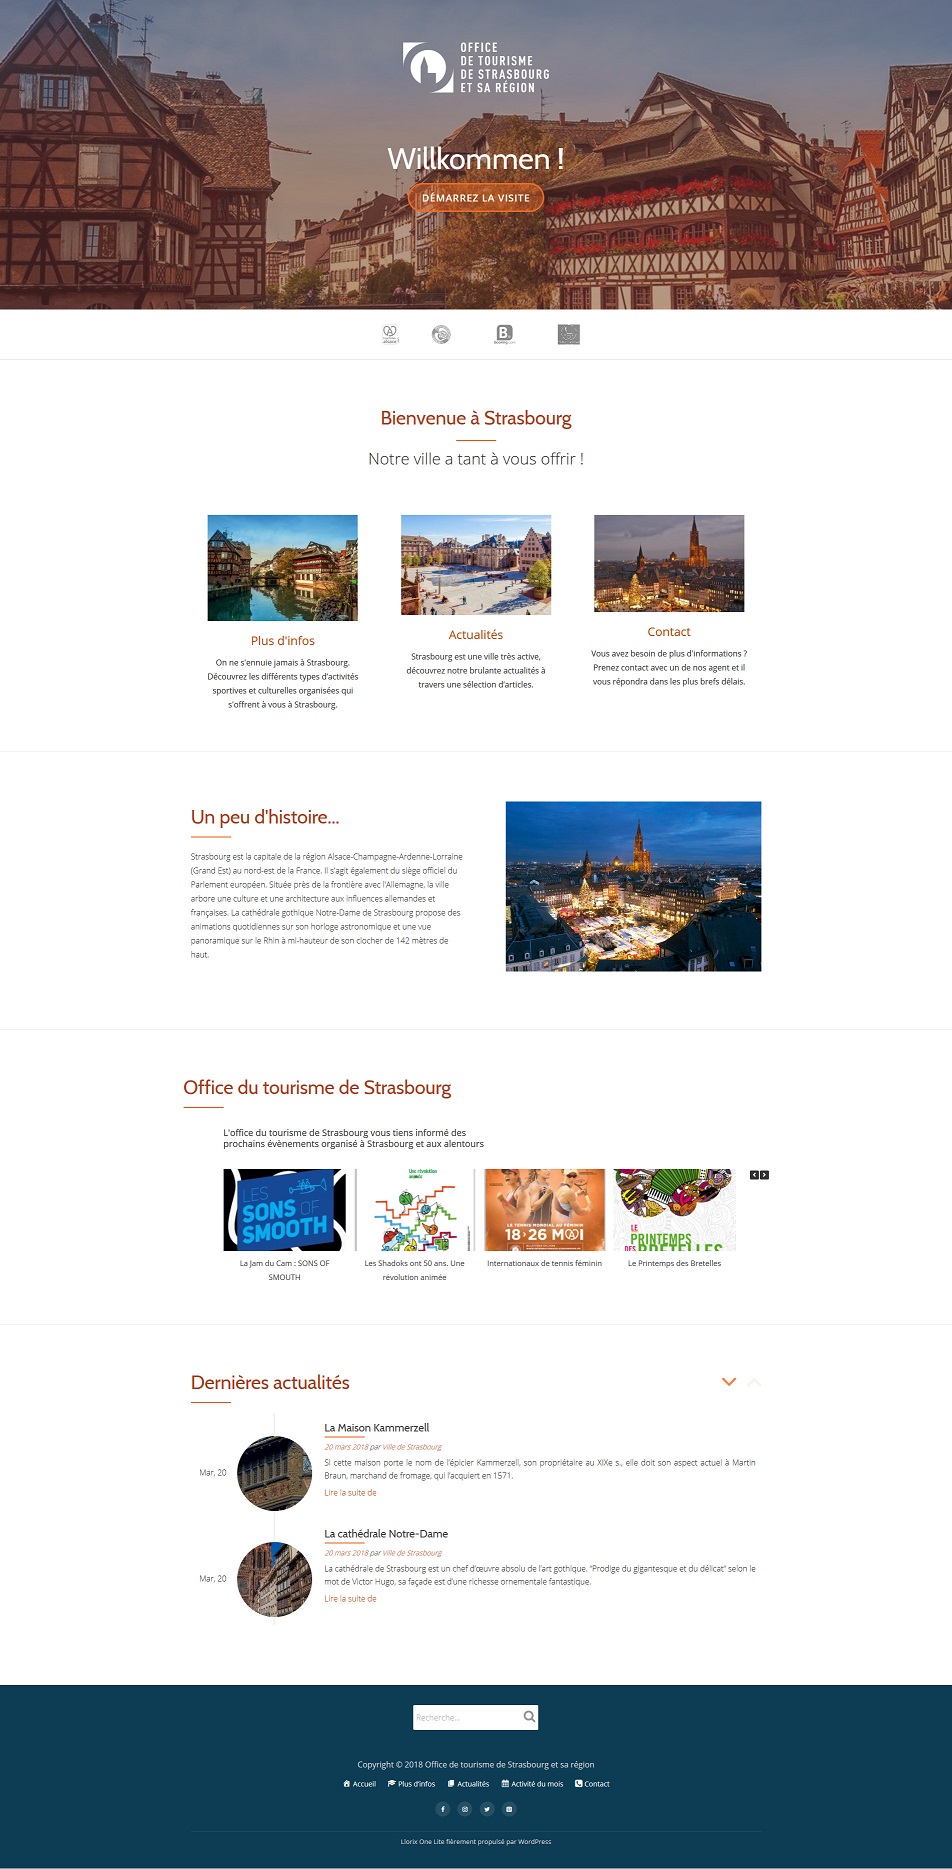 OFFICE
DE TOURISME
DE STRASBOURG
ET SA RÉGION
Willkommen !
DÉMARREZ LA VISITE
B.
Booking.com
Bienvenue à Strasbourg
Notre ville a tant à vous offrir !
Plus d'infos
On ne s'ennuie jamais à Strasbourg.
Découvrez les différents types d'activités
sportives et culturelles organisées qui
s'offrent à vous à Strasbourg.
Actualités
Strasbourg est une ville très active,
découvrez notre brulante actualités à
travers une sélection d'articles.
Contact
Vous avez besoin de plus d'informations ?
Prenez contact avec un de nos agent et il
vous répondra dans les plus brefs délais.
Un peu d'histoire...
Strasbourg est la capitale de la région Alsace-Champagne-Ardenne-Lorraine
(Grand Est) au nord-est de la France. Il s'agit également du siège officiel du
Parlement européen. Située près de la frontière avec l'Allemagne, la ville
arbore une culture et une architecture aux influences allemandes et
françaises. La cathédrale gothique Notre-Dame de Strasbourg propose des
animations quotidiennes sur son horloge astronomique et une vue
panoramique sur le Rhin à mi-hauteur de son clocher de 142 mètres de
haut.
Office du tourisme de Strasbourg
L'office du tourisme de Strasbourg vous tiens informé des
prochains évènements organisé à Strasbourg et aux alentours
LES
SONS OF
SMOOTH
Une révolution
animée
LE TENNIS MONDIAL AU FÉMININ
18>26 MAI
LE
PRINTEMPS
DES BRETELLES
La Jam du Cam : SONS OF
SMOUTH
Les Shadoks ont 50 ans. Une
révolution animée
Internationaux de tennis féminin
Le Printemps des Bretelles
Dernières actualités
Mar, 20
La Maison Kammerzell
20 mars 2018 par Ville de Strasbourg
Si cette maison porte le nom de l'épicier Kammerzell, son propriétaire au XIXe s., elle doit son aspect actuel à Martin
Braun, marchand de fromage, qui l'acquiert en 1571.
Lire la suite de
Mar, 20
La cathédrale Notre-Dame
20 mars 2018 par Ville de Strasbourg
La cathédrale de Strasbourg est un chef d'œuvre absolu de l'art gothique. "Prodige du gigantesque et du délicat" selon le
mot de Victor Hugo, sa façade est d'une richesse ornementale fantastique.
Lire la suite de
Recherche...
Copyright © 2018 Office de tourisme de Strasbourg et sa région
Accueil Plus d'infos Actualités Activité du mois Contact
Llorix One Lite fièrement propulsé par WordPress